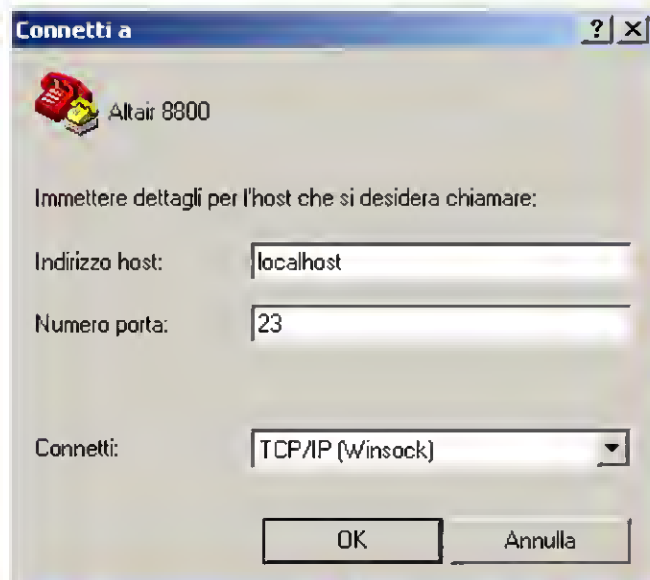 Connetti a
Altair 8800
Immettere dettagli per l'host che si desidera chiamare:
Indirizzo host: localhost
Numero porta: 23
Connetti: TCP/IP (Winsock)
OK Annulla